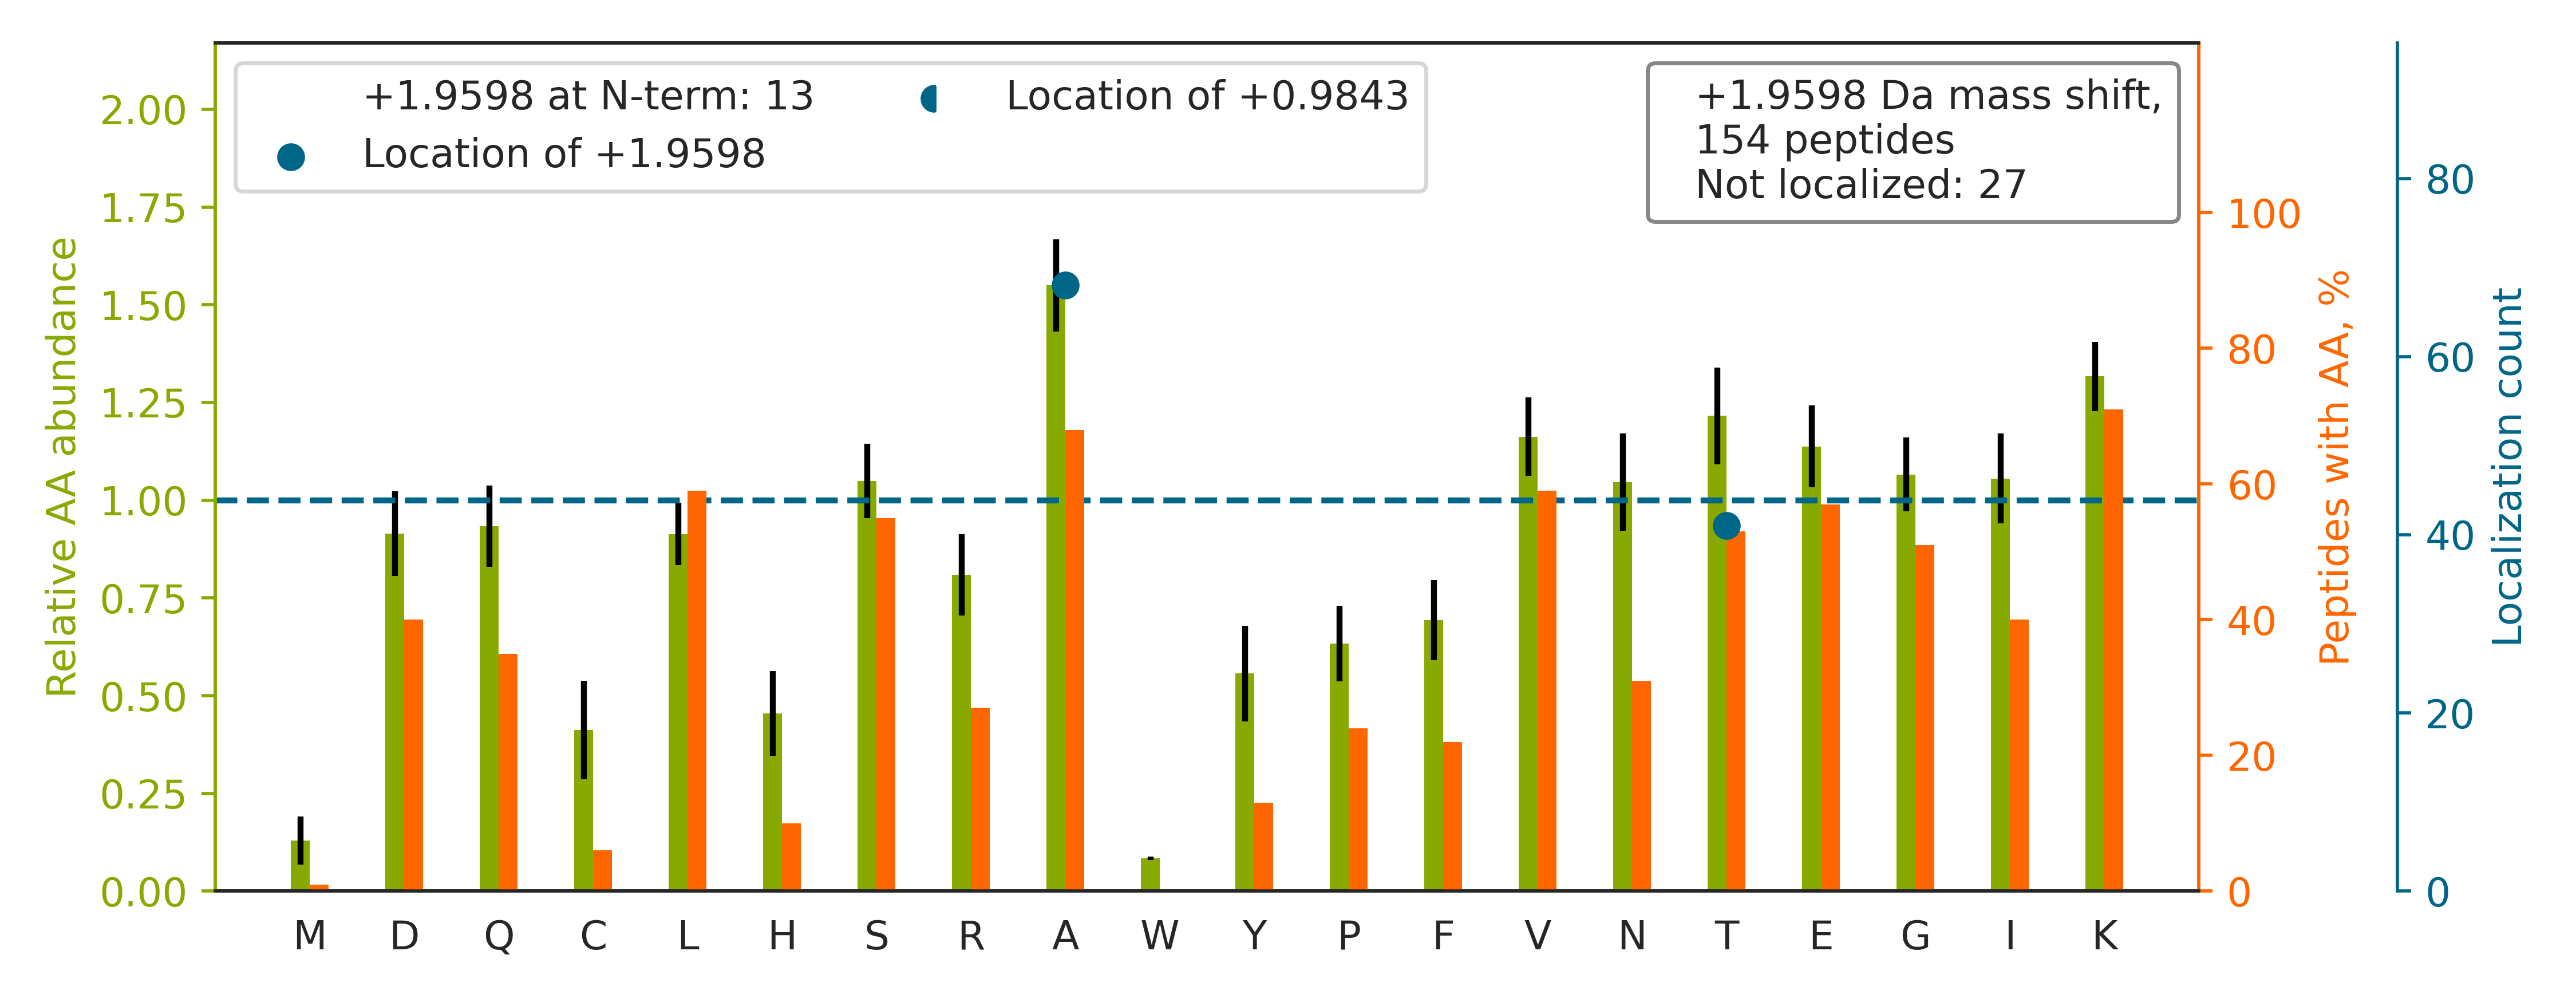 +1.9598 at N-term: 13
Location of +1.9598
Location of +0.9843
+1.9598 Da mass shift,
154 peptides
Not localized: 27
Relative AA abundance
2.00
1.75
1.50
1.25
1.00
0.75
0.50
0.25
0.00
M D Q C L H S R A W Y P F V N T E G I K
100
80
60
40
20
0
Peptides with AA, %
80
60
40
20
0
Localization count